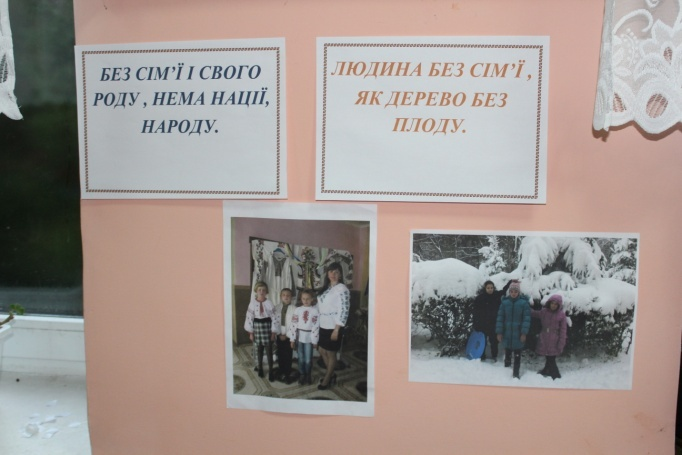 БЕЗ СІМ'Ї І СВОГО
РОДУ , НЕМА НАЦІЇ,
НАРОДУ.
ЛЮДИНА БЕЗ СІМ'Ї ,
ЯК ДЕРЕВО БЕЗ
ПЛОДУ.